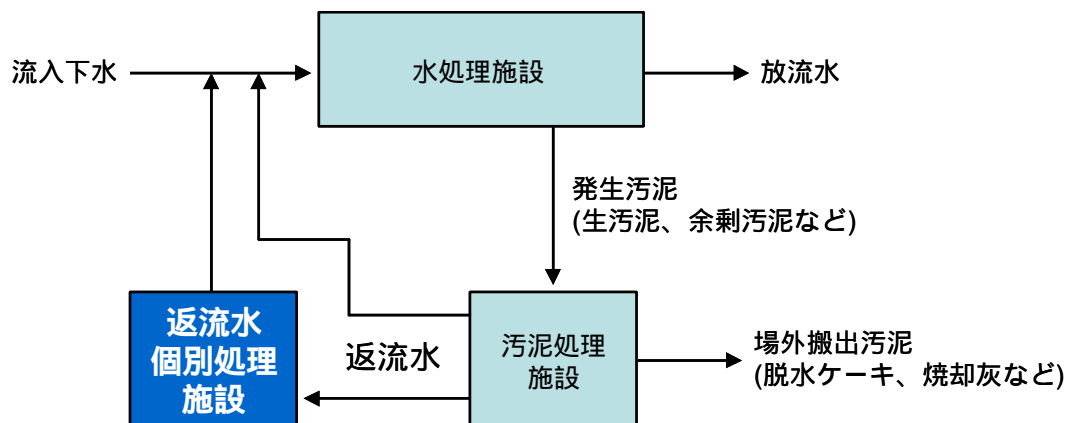 流入下水
水処理施設
放流水
発生汚泥
(生汚泥、余剰汚泥など)
返流水
個別処理
施設
返流水
汚泥処理
施設
場外搬出汚泥
(脱水ケーキ、焼却灰など)